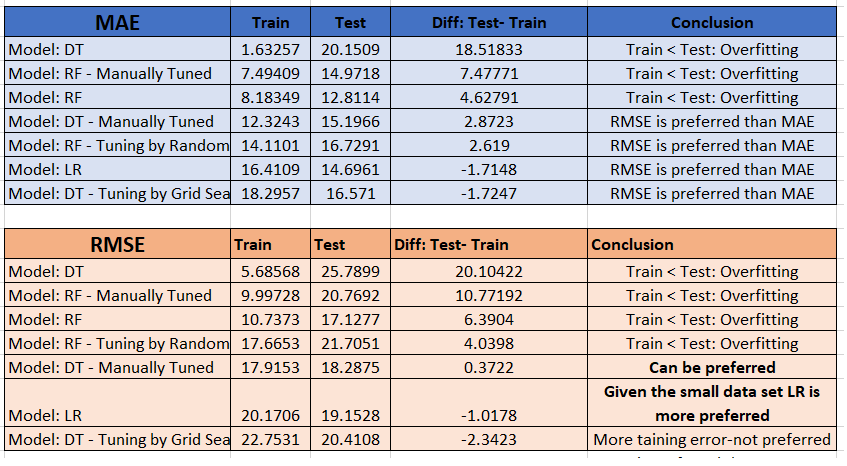 MAE Train Test Diff: Test- Train Conclusion
Model: DT 1.63257 20.1509 18.51833 Train < Test: Overfitting
Model: RF - Manually Tuned 7.49409 14.9718 7.47771 Train < Test: Overfitting
Model: RF 8.18349 12.8114 4.62791 Train < Test: Overfitting
Model: DT - Manually Tuned 12.3243 15.1966 2.8723 RMSE is preferred than MAE
Model: RF - Tuning by Random 14.1101 16.7291 2.619 RMSE is preferred than MAE
Model: LR 16.4109 14.6961 -1.7148 RMSE is preferred than MAE
Model: DT - Tuning by Grid Sea 18.2957 16.571 -1.7247 RMSE is preferred than MAE
RMSE Train Test Diff: Test- Train Conclusion
Model: DT 5.68568 25.7899 20.10422 Train < Test: Overfitting
Model: RF - Manually Tuned 9.99728 20.7692 10.77192 Train < Test: Overfitting
Model: RF 10.7373 17.1277 6.3904 Train < Test: Overfitting
Model: RF - Tuning by Random 17.6653 21.7051 4.0398 Train < Test: Overfitting
Model: DT - Manually Tuned 17.9153 18.2875 0.3722 Can be preferred
Given the small data set LR is
Model: LR 20.1706 19.1528 -1.0178 more preferred
Model: DT - Tuning by Grid Sea 22.7531 20.4108 -2.3423 More taining error-not preferred